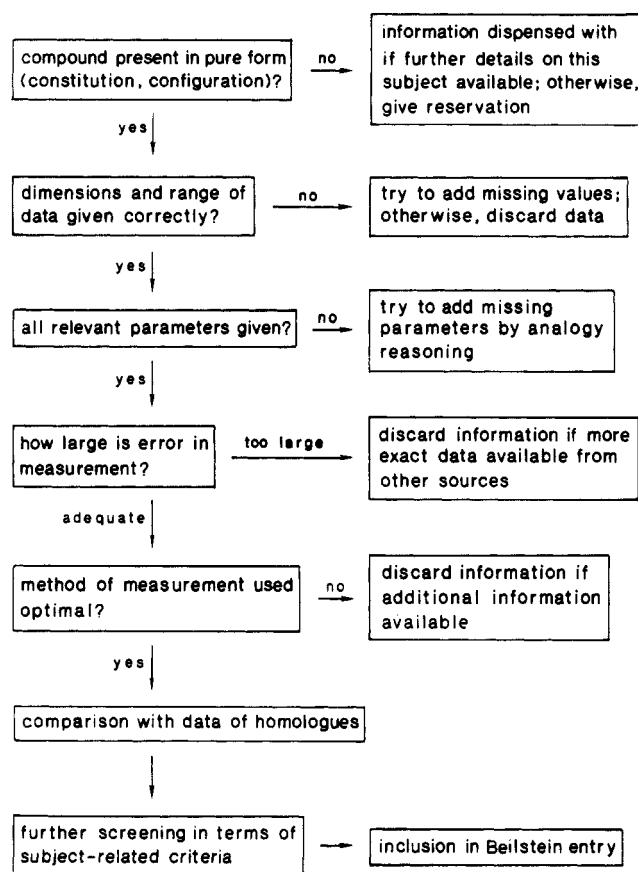 compound present in pure form
(constitution, configuration)?
no
information dispensed with
if further details on this
subject available; otherwise,
give reservation
yes
dimensions and range of
data given correctly?
no
try to add missing values;
otherwise, discard data
yes
all relevant parameters given?
no
try to add missing
parameters by analogy
reasoning
yes
how large is error in
measurement?
too large
discard information if more
exact data available from
other sources
adequate
method of measurement used
optimal?
no
discard information if
additional information
available
yes
comparison with data of homologues
further screening in terms of
subject-related criteria
inclusion in Beilstein entry